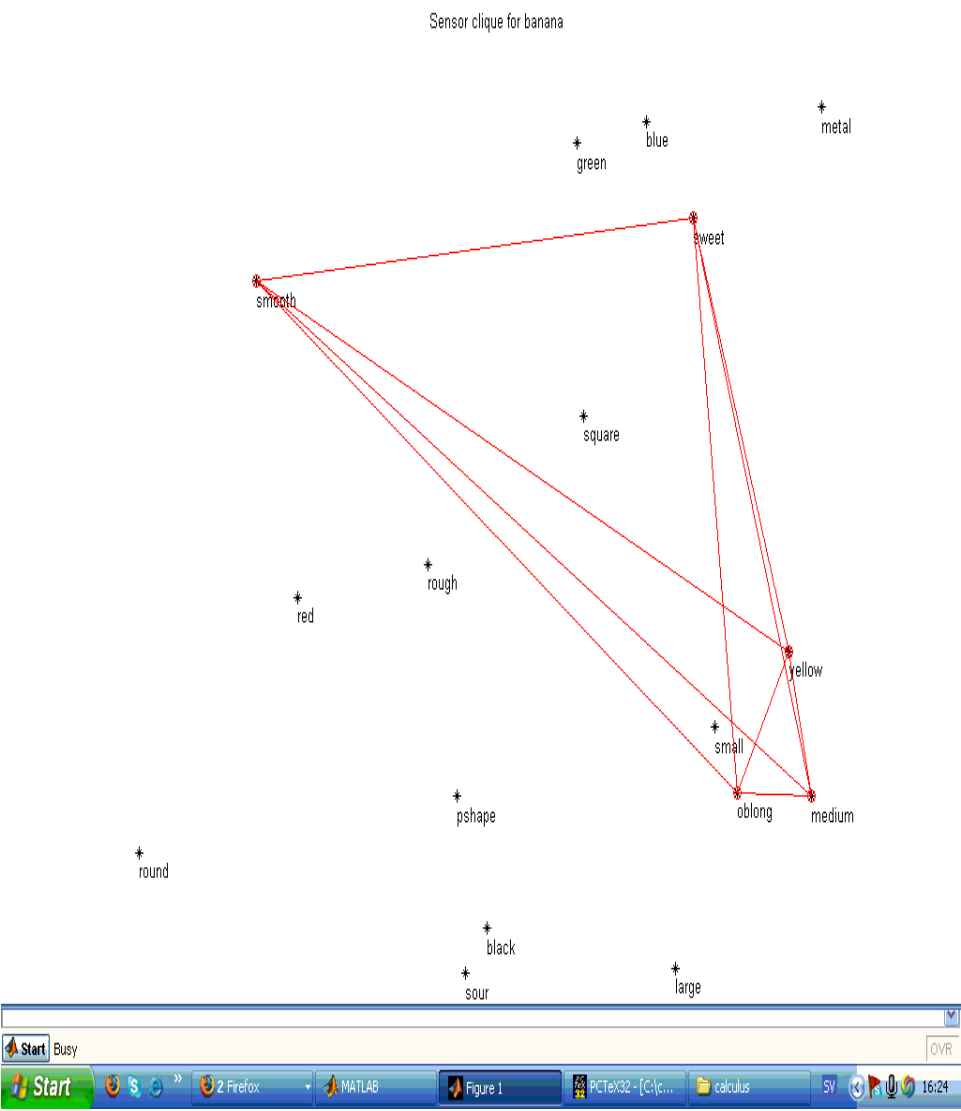 Sensor clique for banana
metal
blue
green
sweet
smooth
square
rough
red
yellow
small
oblong
medium
pshape
round
black
sour
large
Start Busy OVR
Start » 2 Firefox MATLAB Figure 1 PCTeX32 - [C:\c... calculus SV 16:24